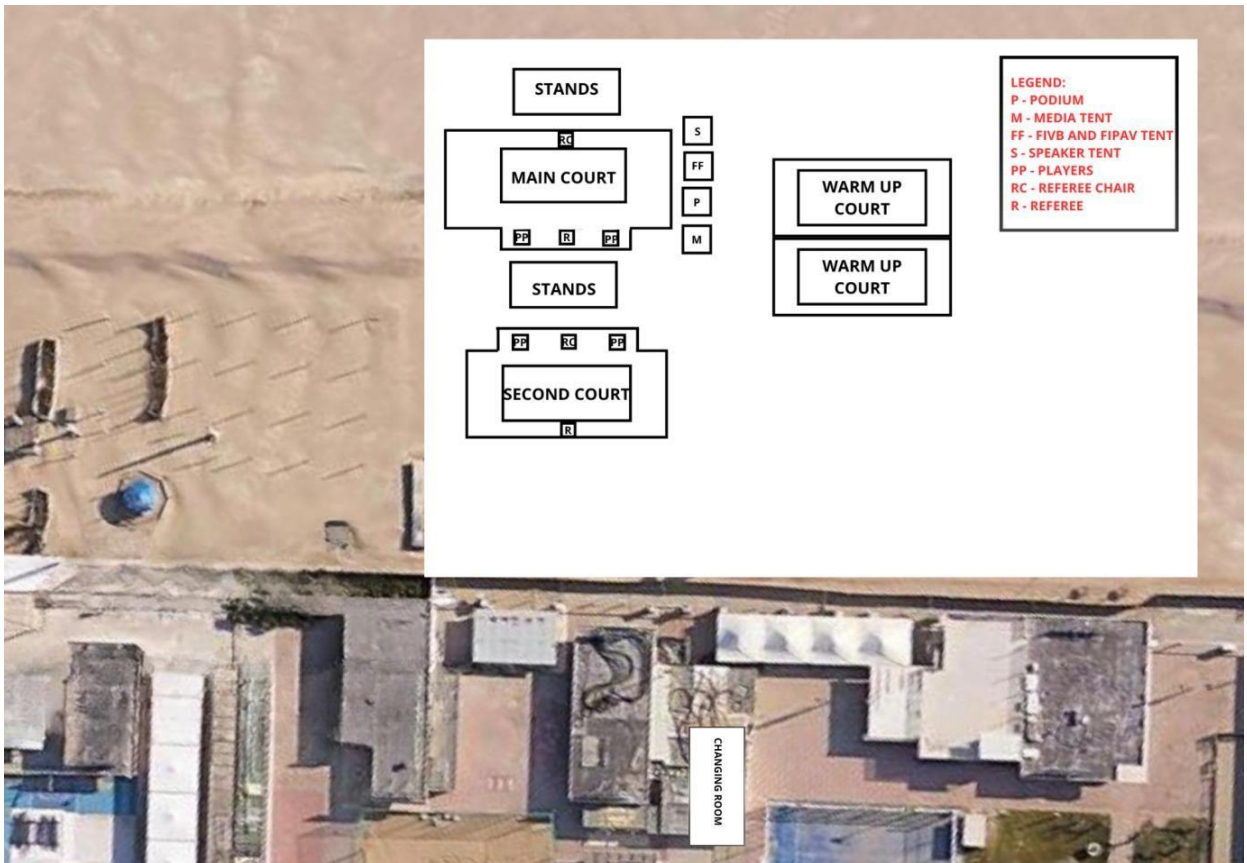 STANDS
RC
MAIN COURT
PP
R
PP
STANDS
PP
RC
PP
SECOND COURT
R
S
FF
P
M
WARM UP
COURT
WARM UP
COURT
LEGEND:
P - PODIUM
M - MEDIA TENT
FF - FIVB AND FIPAV TENT
S - SPEAKER TENT
PP - PLAYERS
RC - REFEREE CHAIR
R - REFEREE
CHANGING ROOM